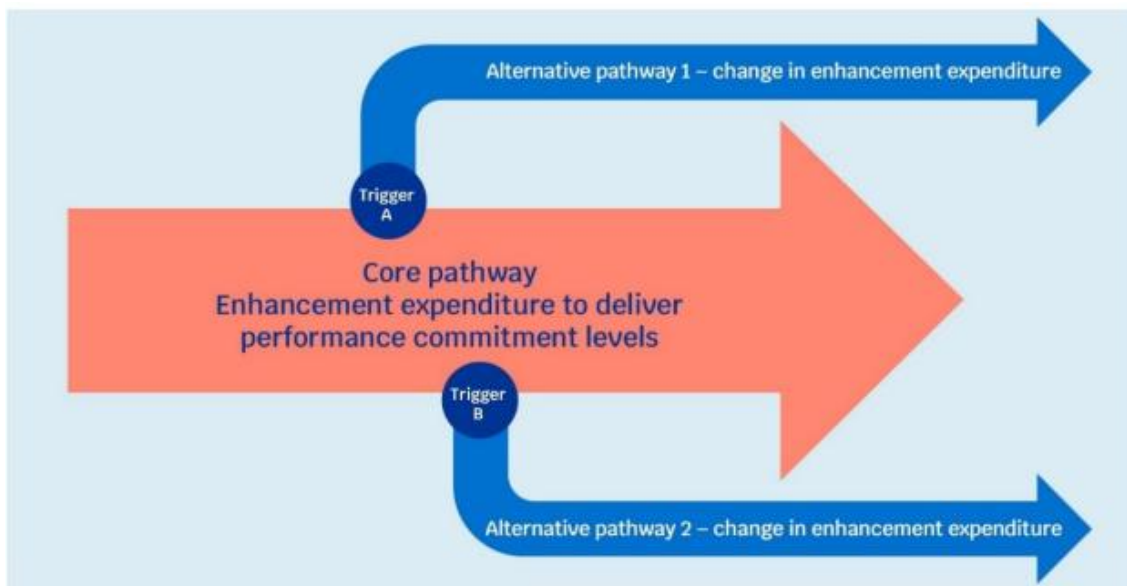 Alternative pathway 1 – change in enhancement expenditure
Trigger
A
Core pathway
Enhancement expenditure to deliver
performance commitment levels
Trigger
B
Alternative pathway 2 – change in enhancement expenditure